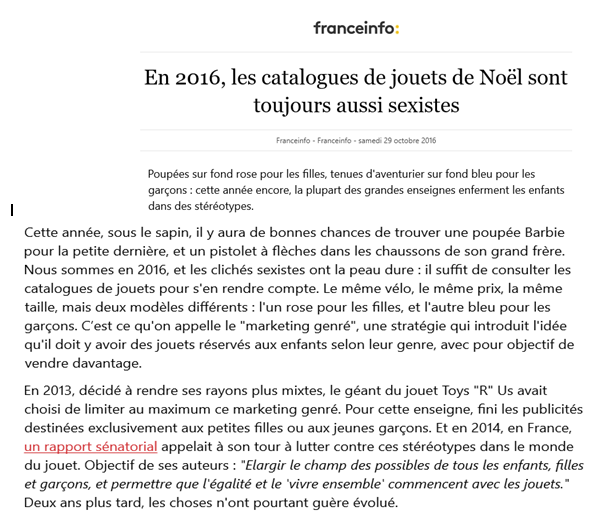 franceinfo:
En 2016, les catalogues de jouets de Noël sont
toujours aussi sexistes
Franceinfo - Franceinfo - samedi 29 octobre 2016
Poupées sur fond rose pour les filles, tenues d'aventurier sur fond bleu pour les
garçons : cette année encore, la plupart des grandes enseignes enferment les enfants
dans des stéréotypes.
Cette année, sous le sapin, il y aura de bonnes chances de trouver une poupée Barbie
pour la petite dernière, et un pistolet à flèches dans les chaussons de son grand frère.
Nous sommes en 2016, et les clichés sexistes ont la peau dure : il suffit de consulter les
catalogues de jouets pour s'en rendre compte. Le même vélo, le même prix, la même
taille, mais deux modèles différents : l'un rose pour les filles, et l'autre bleu pour les
garçons. C'est ce qu'on appelle le "marketing genré", une stratégie qui introduit l'idée
qu'il doit y avoir des jouets réservés aux enfants selon leur genre, avec pour objectif de
vendre davantage.
En 2013, décidé à rendre ses rayons plus mixtes, le géant du jouet Toys "R" Us avait
choisi de limiter au maximum ce marketing genré. Pour cette enseigne, fini les publicités
destinées exclusivement aux petites filles ou aux jeunes garçons. Et en 2014, en France,
un rapport sénatorial appelait à son tour à lutter contre ces stéréotypes dans le monde
du jouet. Objectif de ses auteurs : "Elargir le champ des possibles de tous les enfants, filles
et garçons, et permettre que l'égalité et le 'vivre ensemble' commencent avec les jouets."
Deux ans plus tard, les choses n'ont pourtant guère évolué.